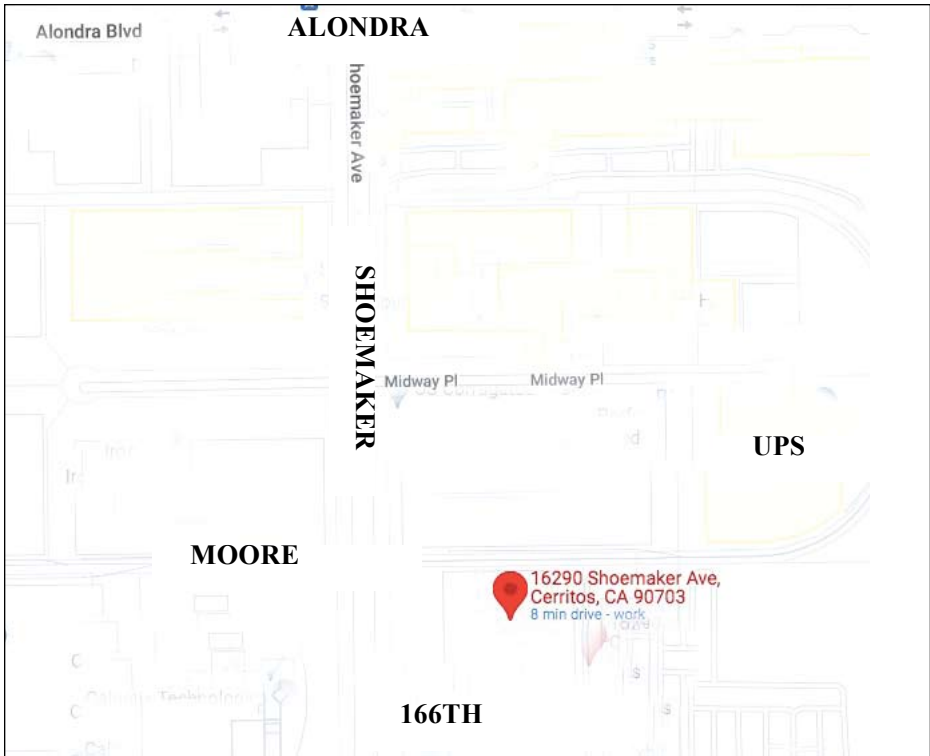 ALONDRA
Alondra Blvd
hoemaker Ave
SHOEMAKER
Midway Pl
Midway Pl
UPS
MOORE
16290 Shoemaker Ave,
Cerritos, CA 90703
8 min drive - work
166TH